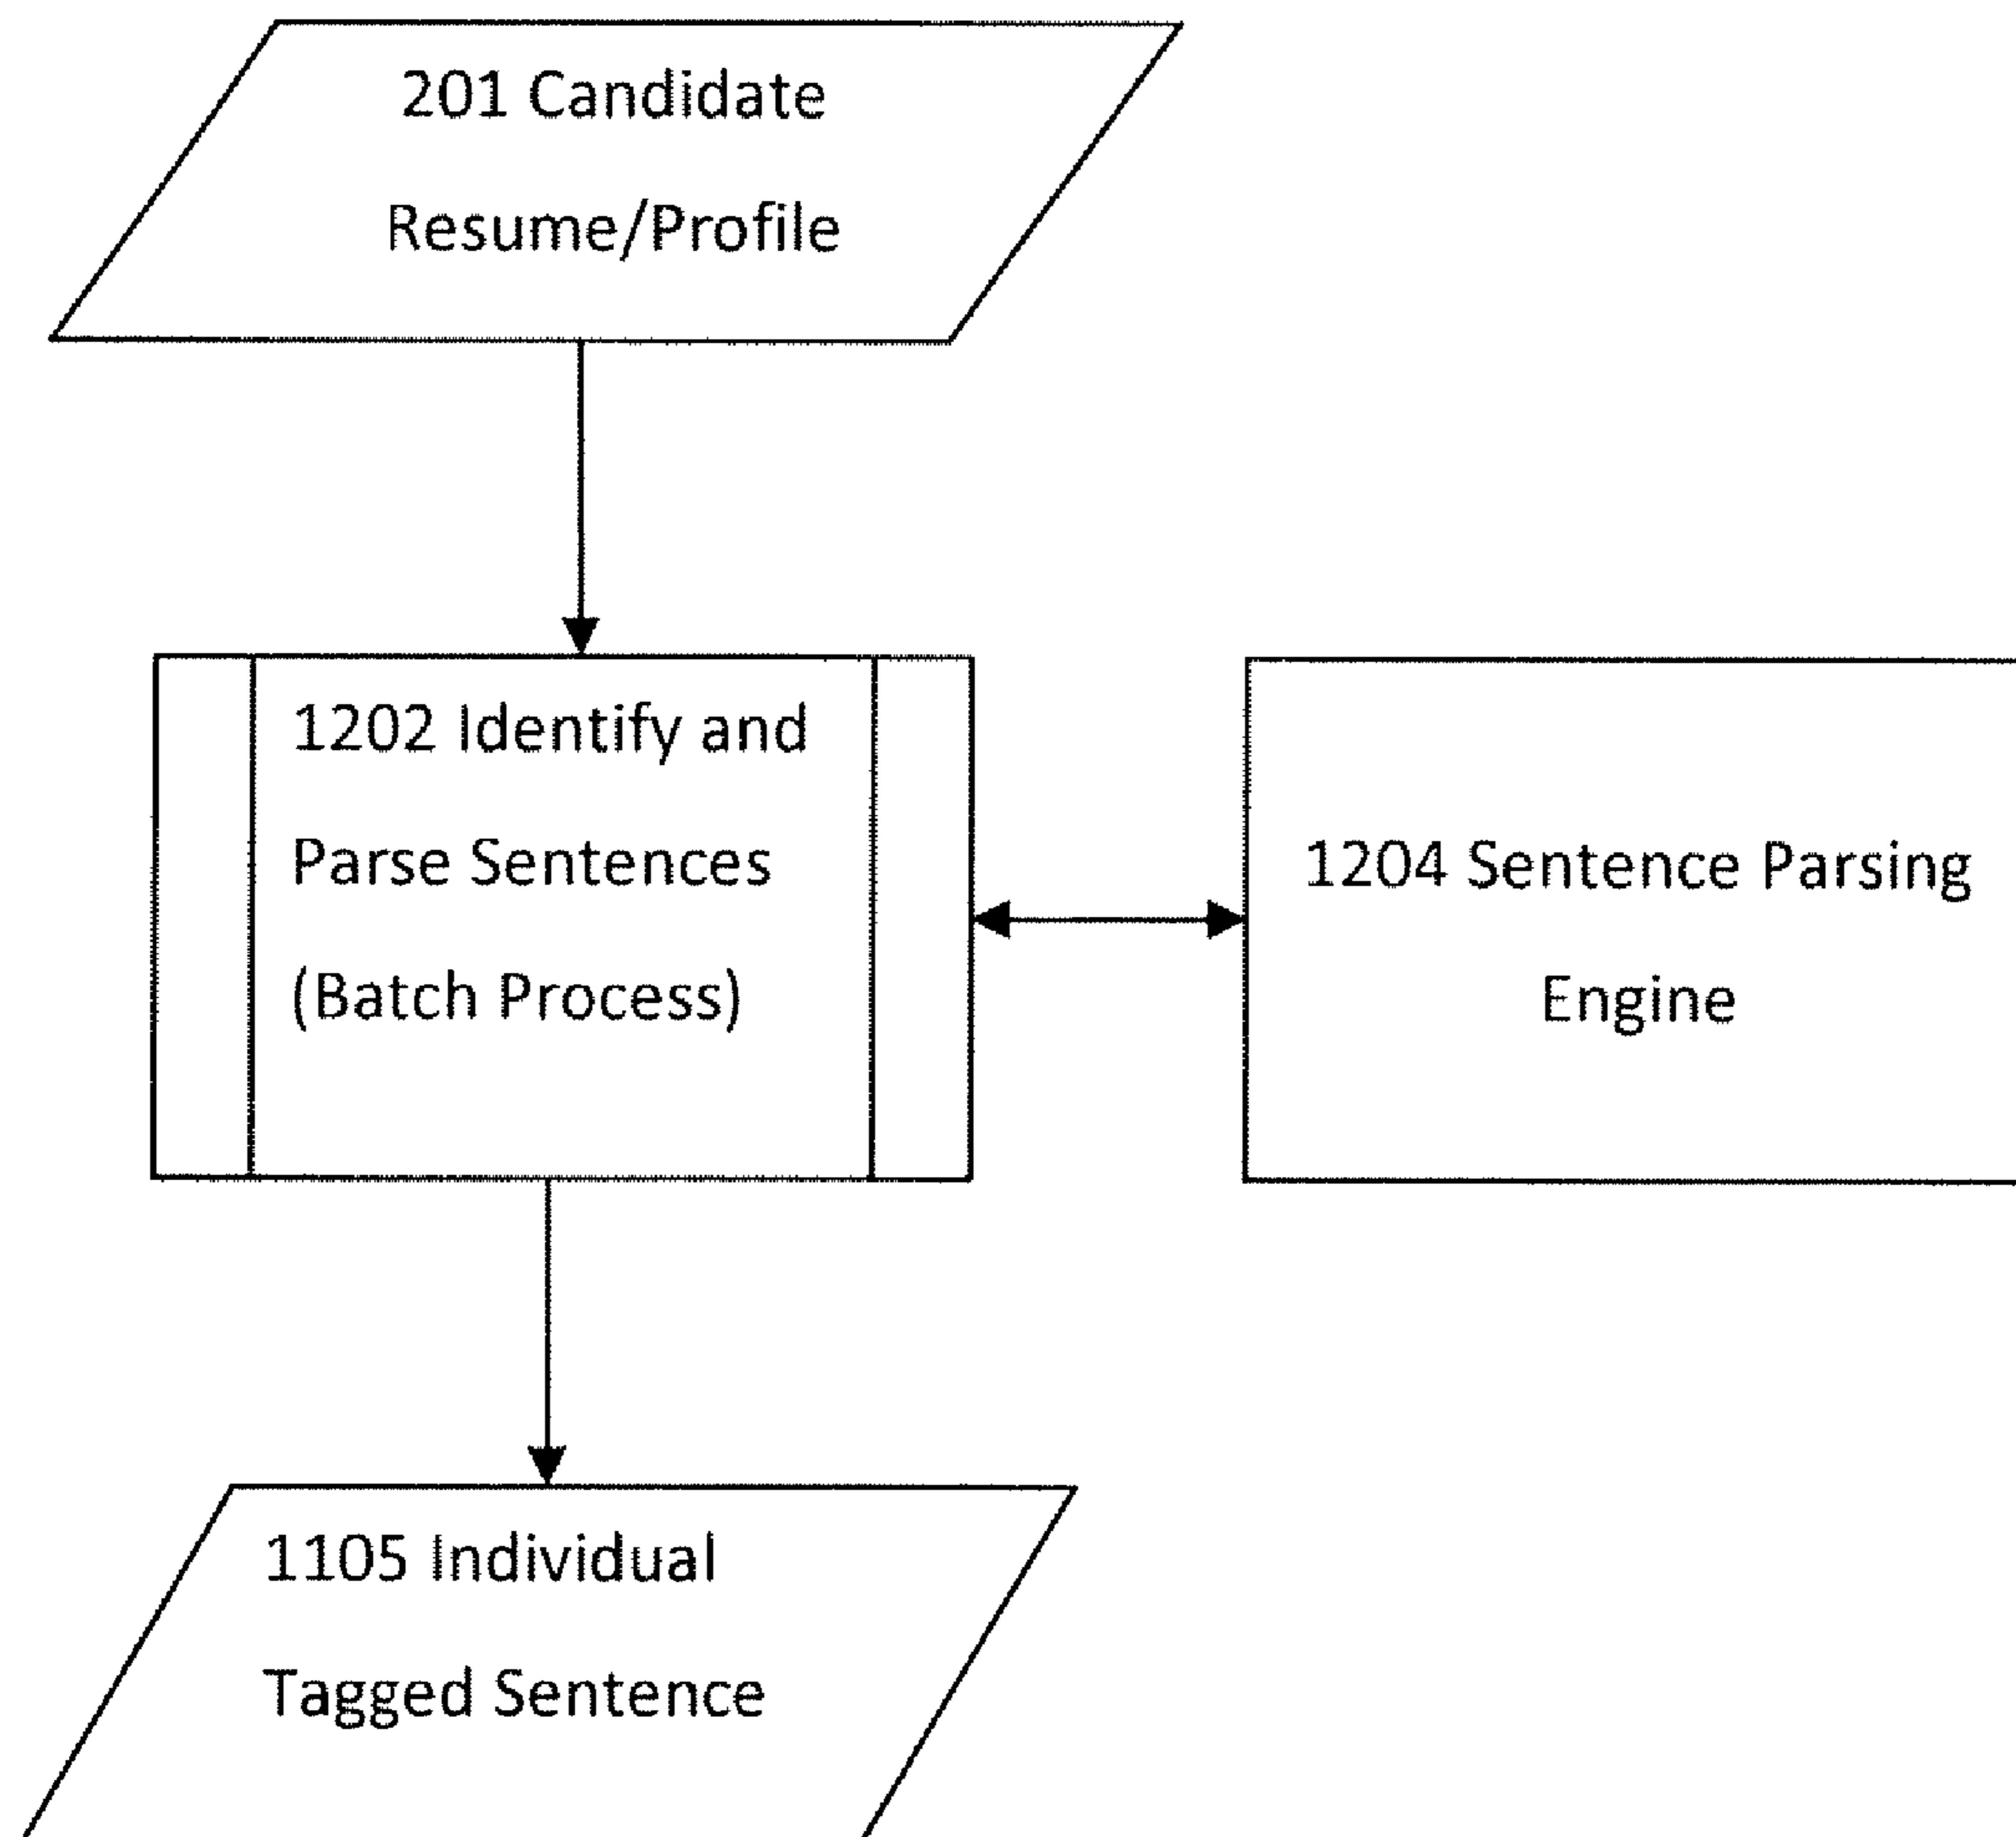 201 Candidate
Resume/Profile
1202 Identify and
Parse Sentences
(Batch Process)
1204 Sentence Parsing
Engine
1105 Individual
Tagged Sentence